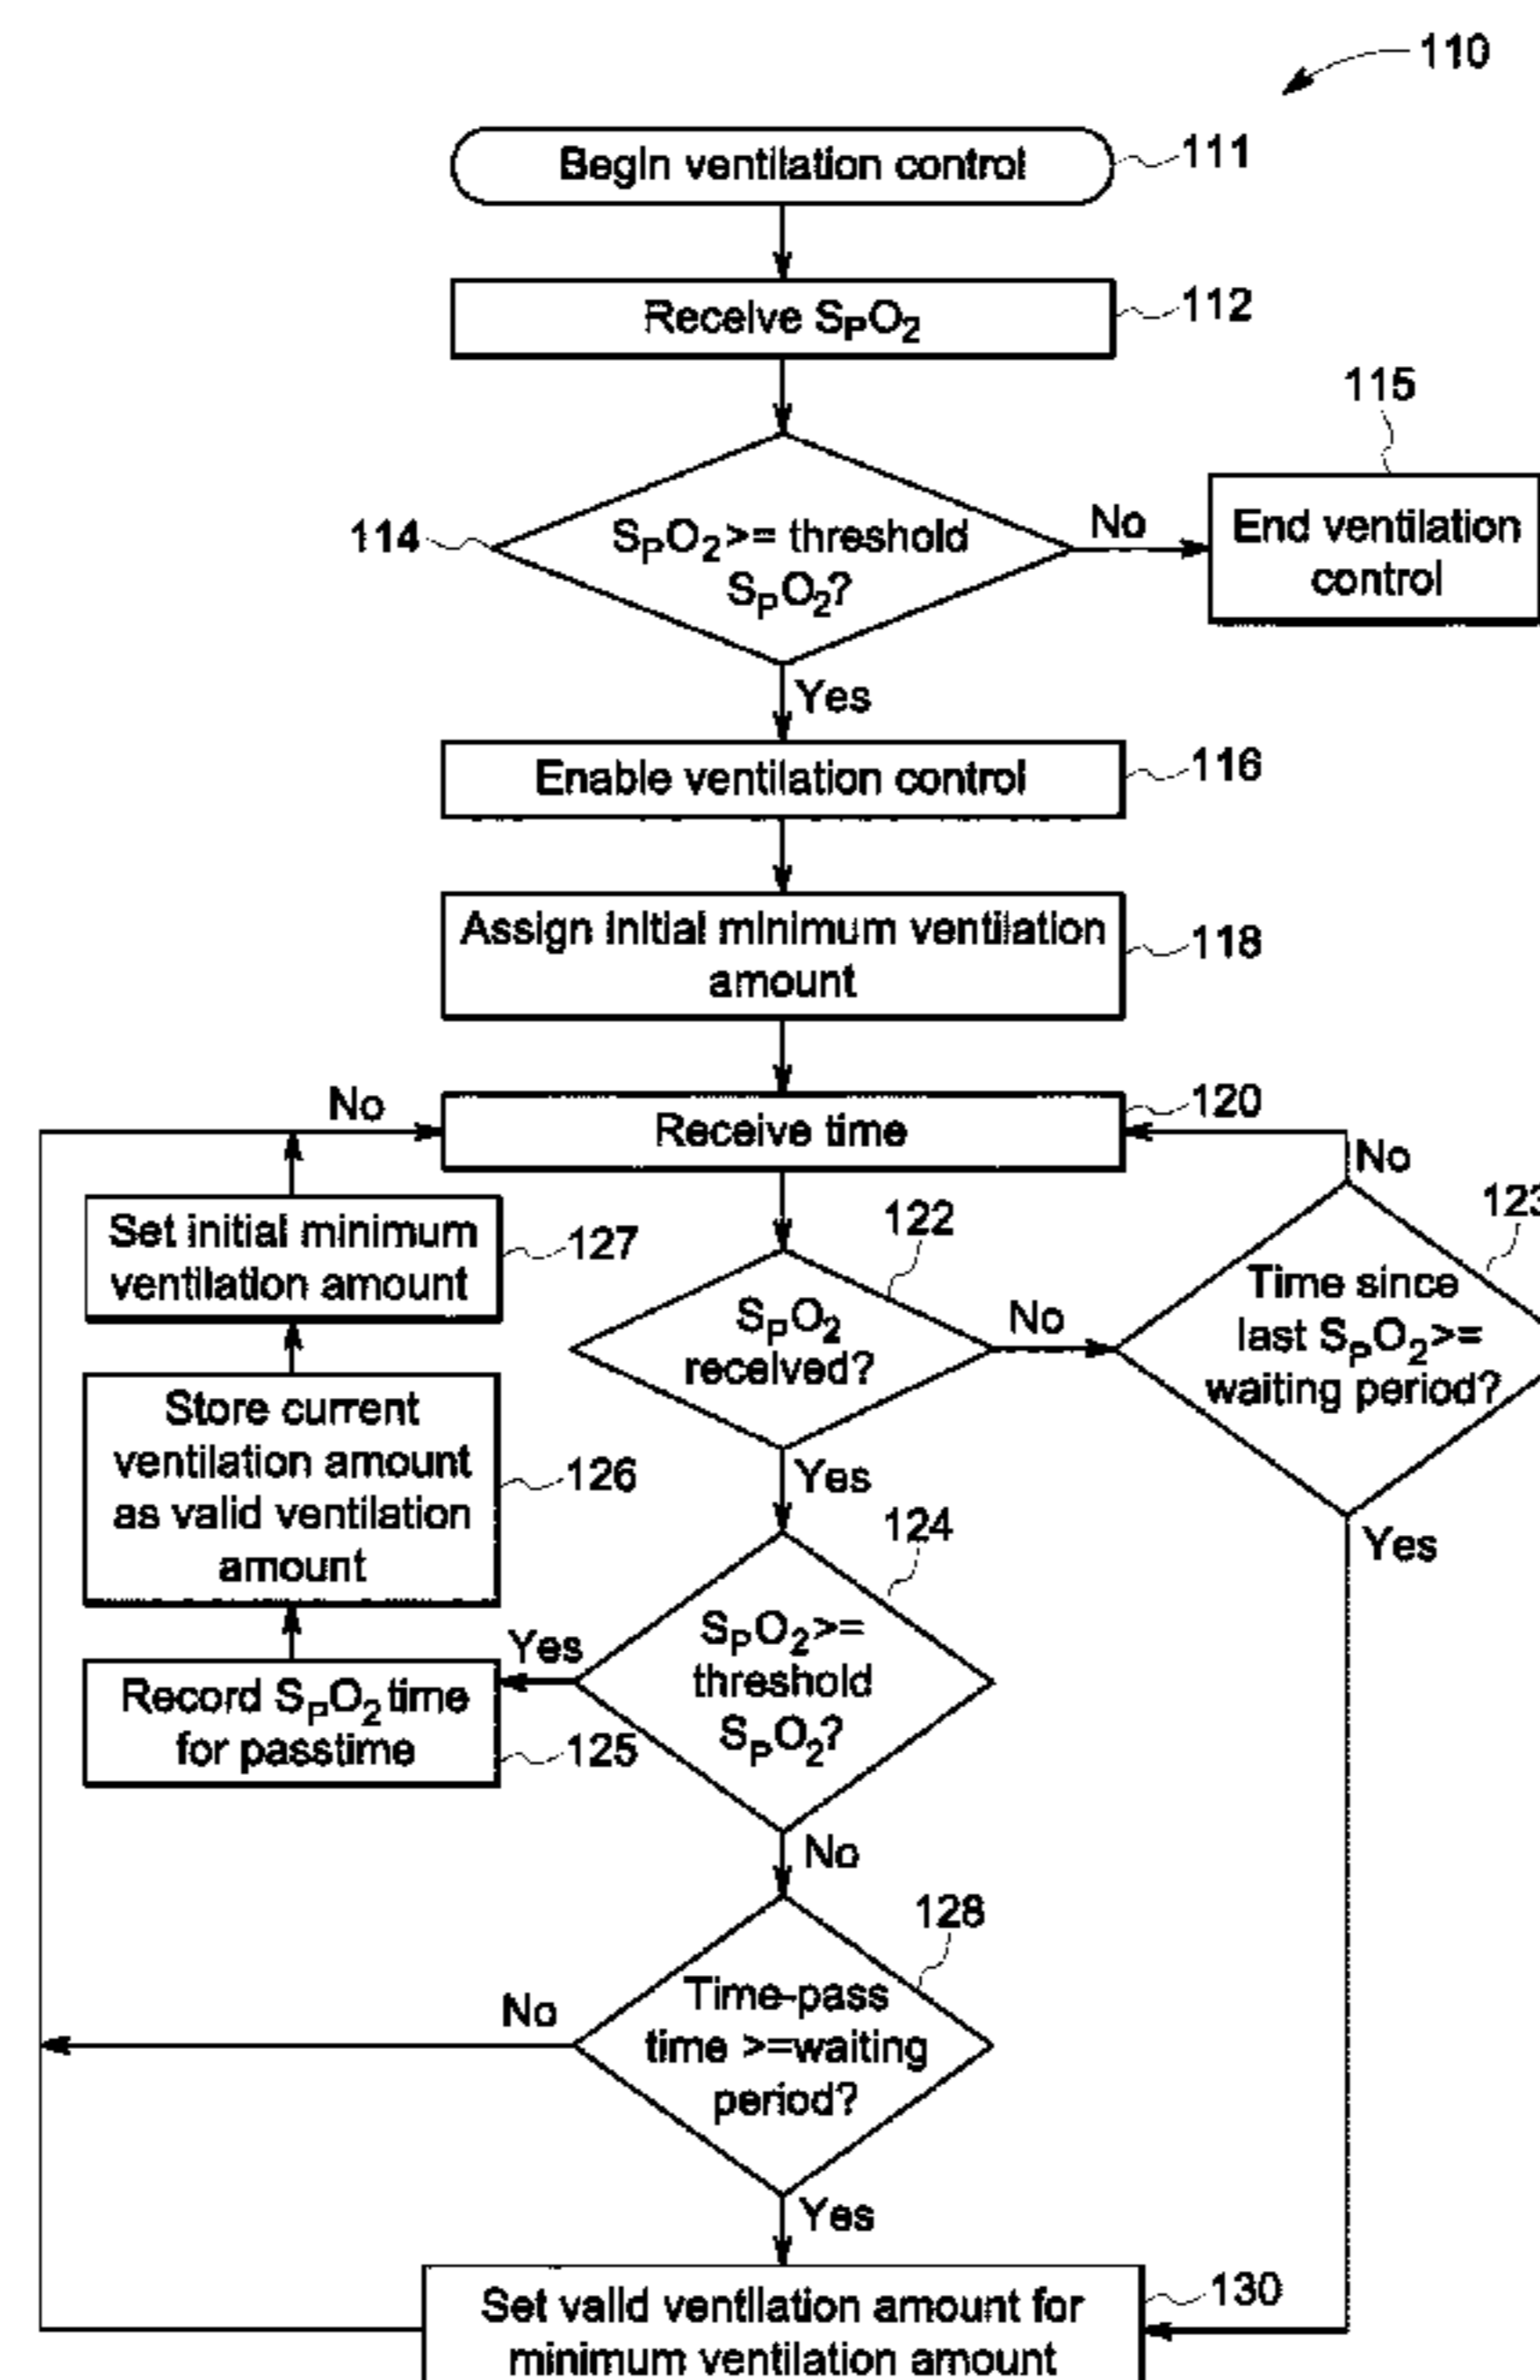 110
Begin ventilation control
111
Receive SPO2
112
115
114
SPO2>= threshold
SPO2?
No
End ventilation
control
Yes
Enable ventilation control
116
Assign initial minimum ventilation
amount
118
No
Receive time
120
No
Set initial minimum
ventilation amount
127
122
123
SPO2
received?
No
Time since
last SPO2>=
waiting period?
Store current
ventilation amount
as valid ventilation
amount
126
Yes
124
Yes
SPO2>=
threshold
SPO2?
Yes
Record SPO2 time
for passtime
125
No
128
Time-pass
time >=waiting
period?
No
Yes
Set valid ventilation amount for
minimum ventilation amount
130